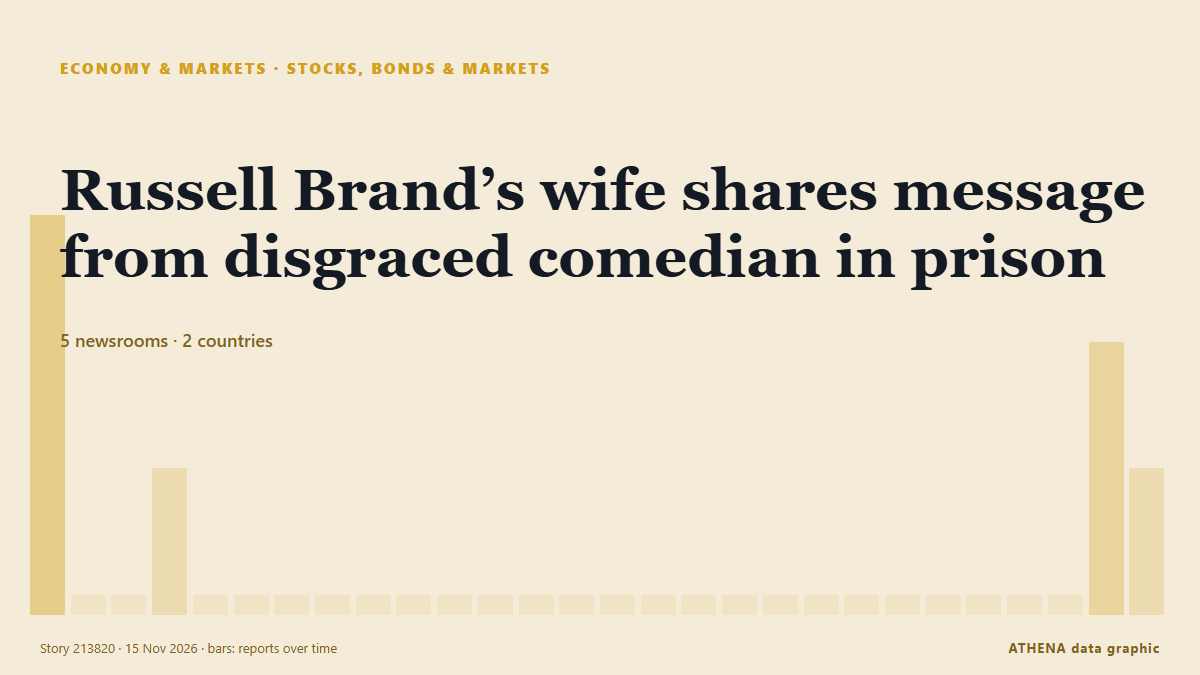 ECONOMY & MARKETS · STOCKS, BONDS & MARKETS
Russell Brand’s wife shares message
from disgraced comedian in prison
5 newsrooms · 2 countries
Story 213820 · 15 Nov 2026 · bars: reports over time
ATHENA data graphic